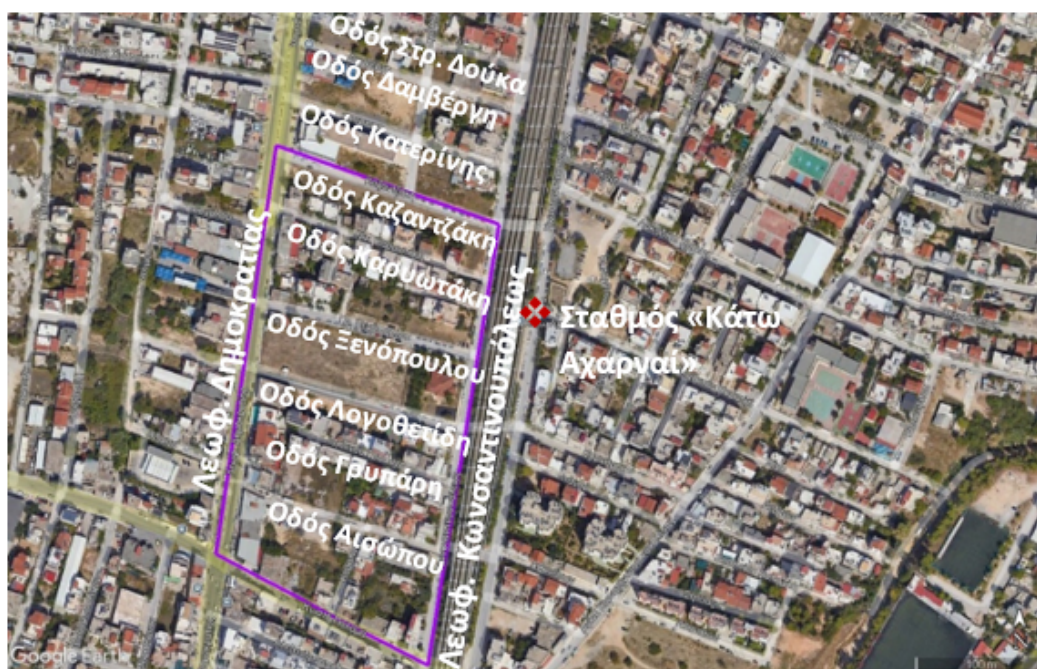 Οδός Στρ. Δούκα
Οδός Δαμβέργη
Οδός Κατερίνης
Οδός Καζαντζάκη
Οδός Καρυωτάκη
Λεωφ. Δημοκρατίας
Οδός Ξενόπουλου
Λεωφ. Κωνσαντινουπόλεως
Σταθμός «Κάτω
Αχαρναί»
Οδός Λογοθετίδη
Οδός Γρυπάρη
Οδός Αισώπου
Google Earth